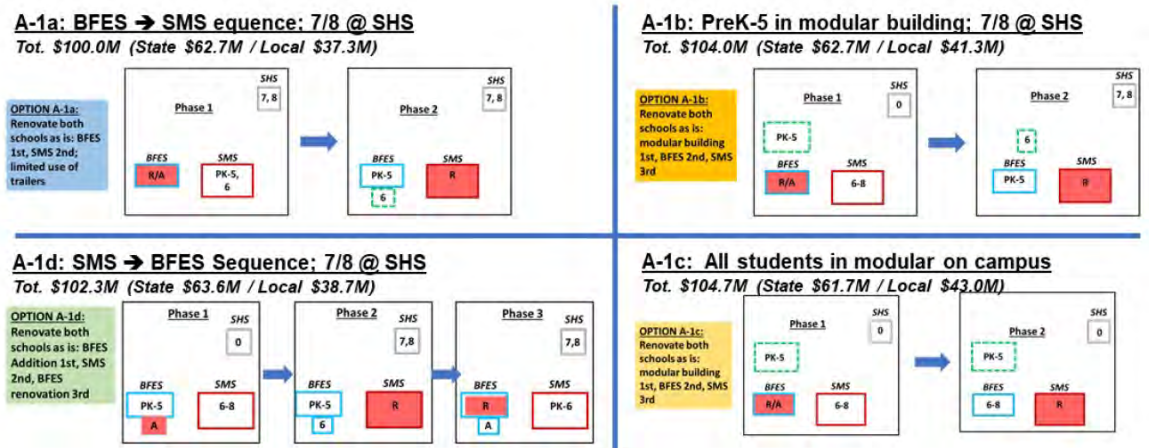 A-1a: BFES → SMS equence; 7/8 @ SHS
Tot. $100.0M (State $62.7M / Local $37.3M)
OPTION A-1a:
Renovate both
schools as is: BFES
1st, SMS 2nd;
limited use of
trailers
Phase 1
SHS
7, 8
BFES
R/A
SMS
PK-5,
6
Phase 2
SHS
7, 8
BFES
PK-5
6
SMS
R
A-1b: PreK-5 in modular building; 7/8 @ SHS
Tot. $104.0M (State $62.7M / Local $41.3M)
OPTION A-1b:
Renovate both
schools as is:
modular building
1st, BFES 2nd, SMS
3rd
Phase 1
SHS
0
PK-5
BFES
R/A
SMS
6-8
Phase 2
SHS
7, 8
6
BFES
PK-5
SMS
R
A-1d: SMS → BFES Sequence; 7/8 @ SHS
Tot. $102.3M (State $63.6M / Local $38.7M)
OPTION A-1d:
Renovate both
schools as is: BFES
Addition 1st, SMS
2nd, BFES
renovation 3rd
Phase 1
SHS
0
BFES
PK-5
A
SMS
6-8
Phase 2
SHS
7,8
BFES
PK-5
6
SMS
R
Phase 3
SHS
7,8
BFES
R
A
SMS
PK-6
A-1c: All students in modular on campus
Tot. $104.7M (State $61.7M / Local $43.0M)
OPTION A-1c:
Renovate both
schools as is:
modular building
1st, BFES 2nd, SMS
3rd
Phase 1
SHS
0
PK-5
BFES
R/A
SMS
6-8
Phase 2
SHS
0
PK-5
BFES
6-8
SMS
R